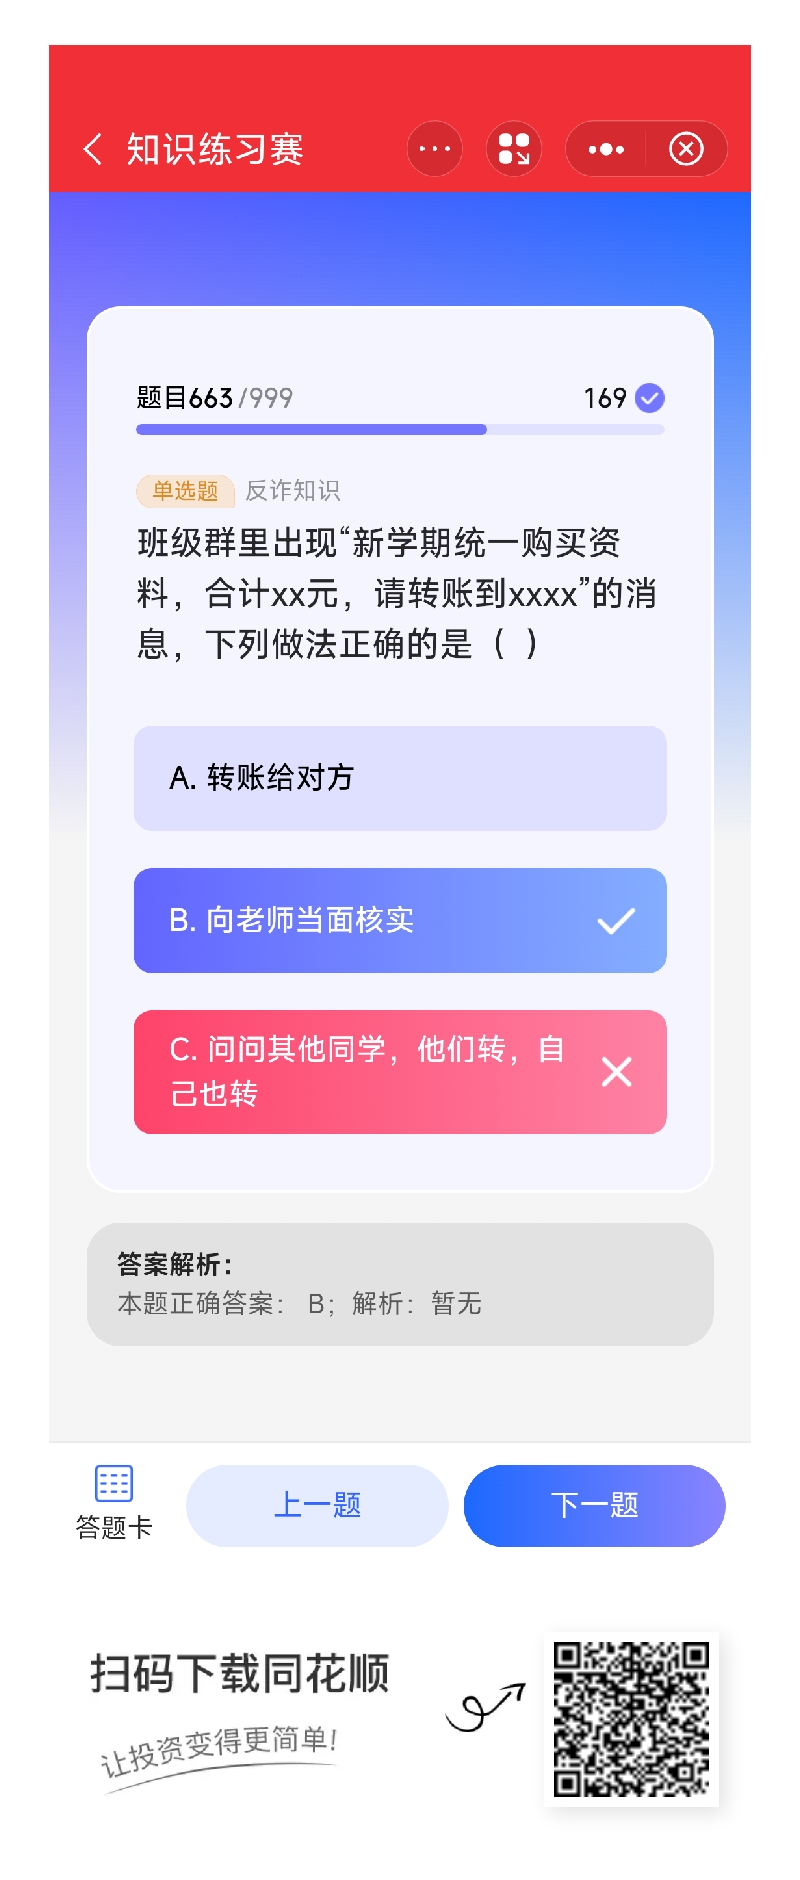 知识练习赛
题目663/999 169
单选题 反诈知识
班级群里出现“新学期统一购买资
料，合计xx元，请转账到xxxx”的消
息，下列做法正确的是（ ）
A. 转账给对方
B. 向老师当面核实
C. 问问其他同学，他们转，自
己也转
答案解析：
本题正确答案： B；解析：暂无
答题卡
上一题
下一题
扫码下载同花顺
让投资变得更简单!